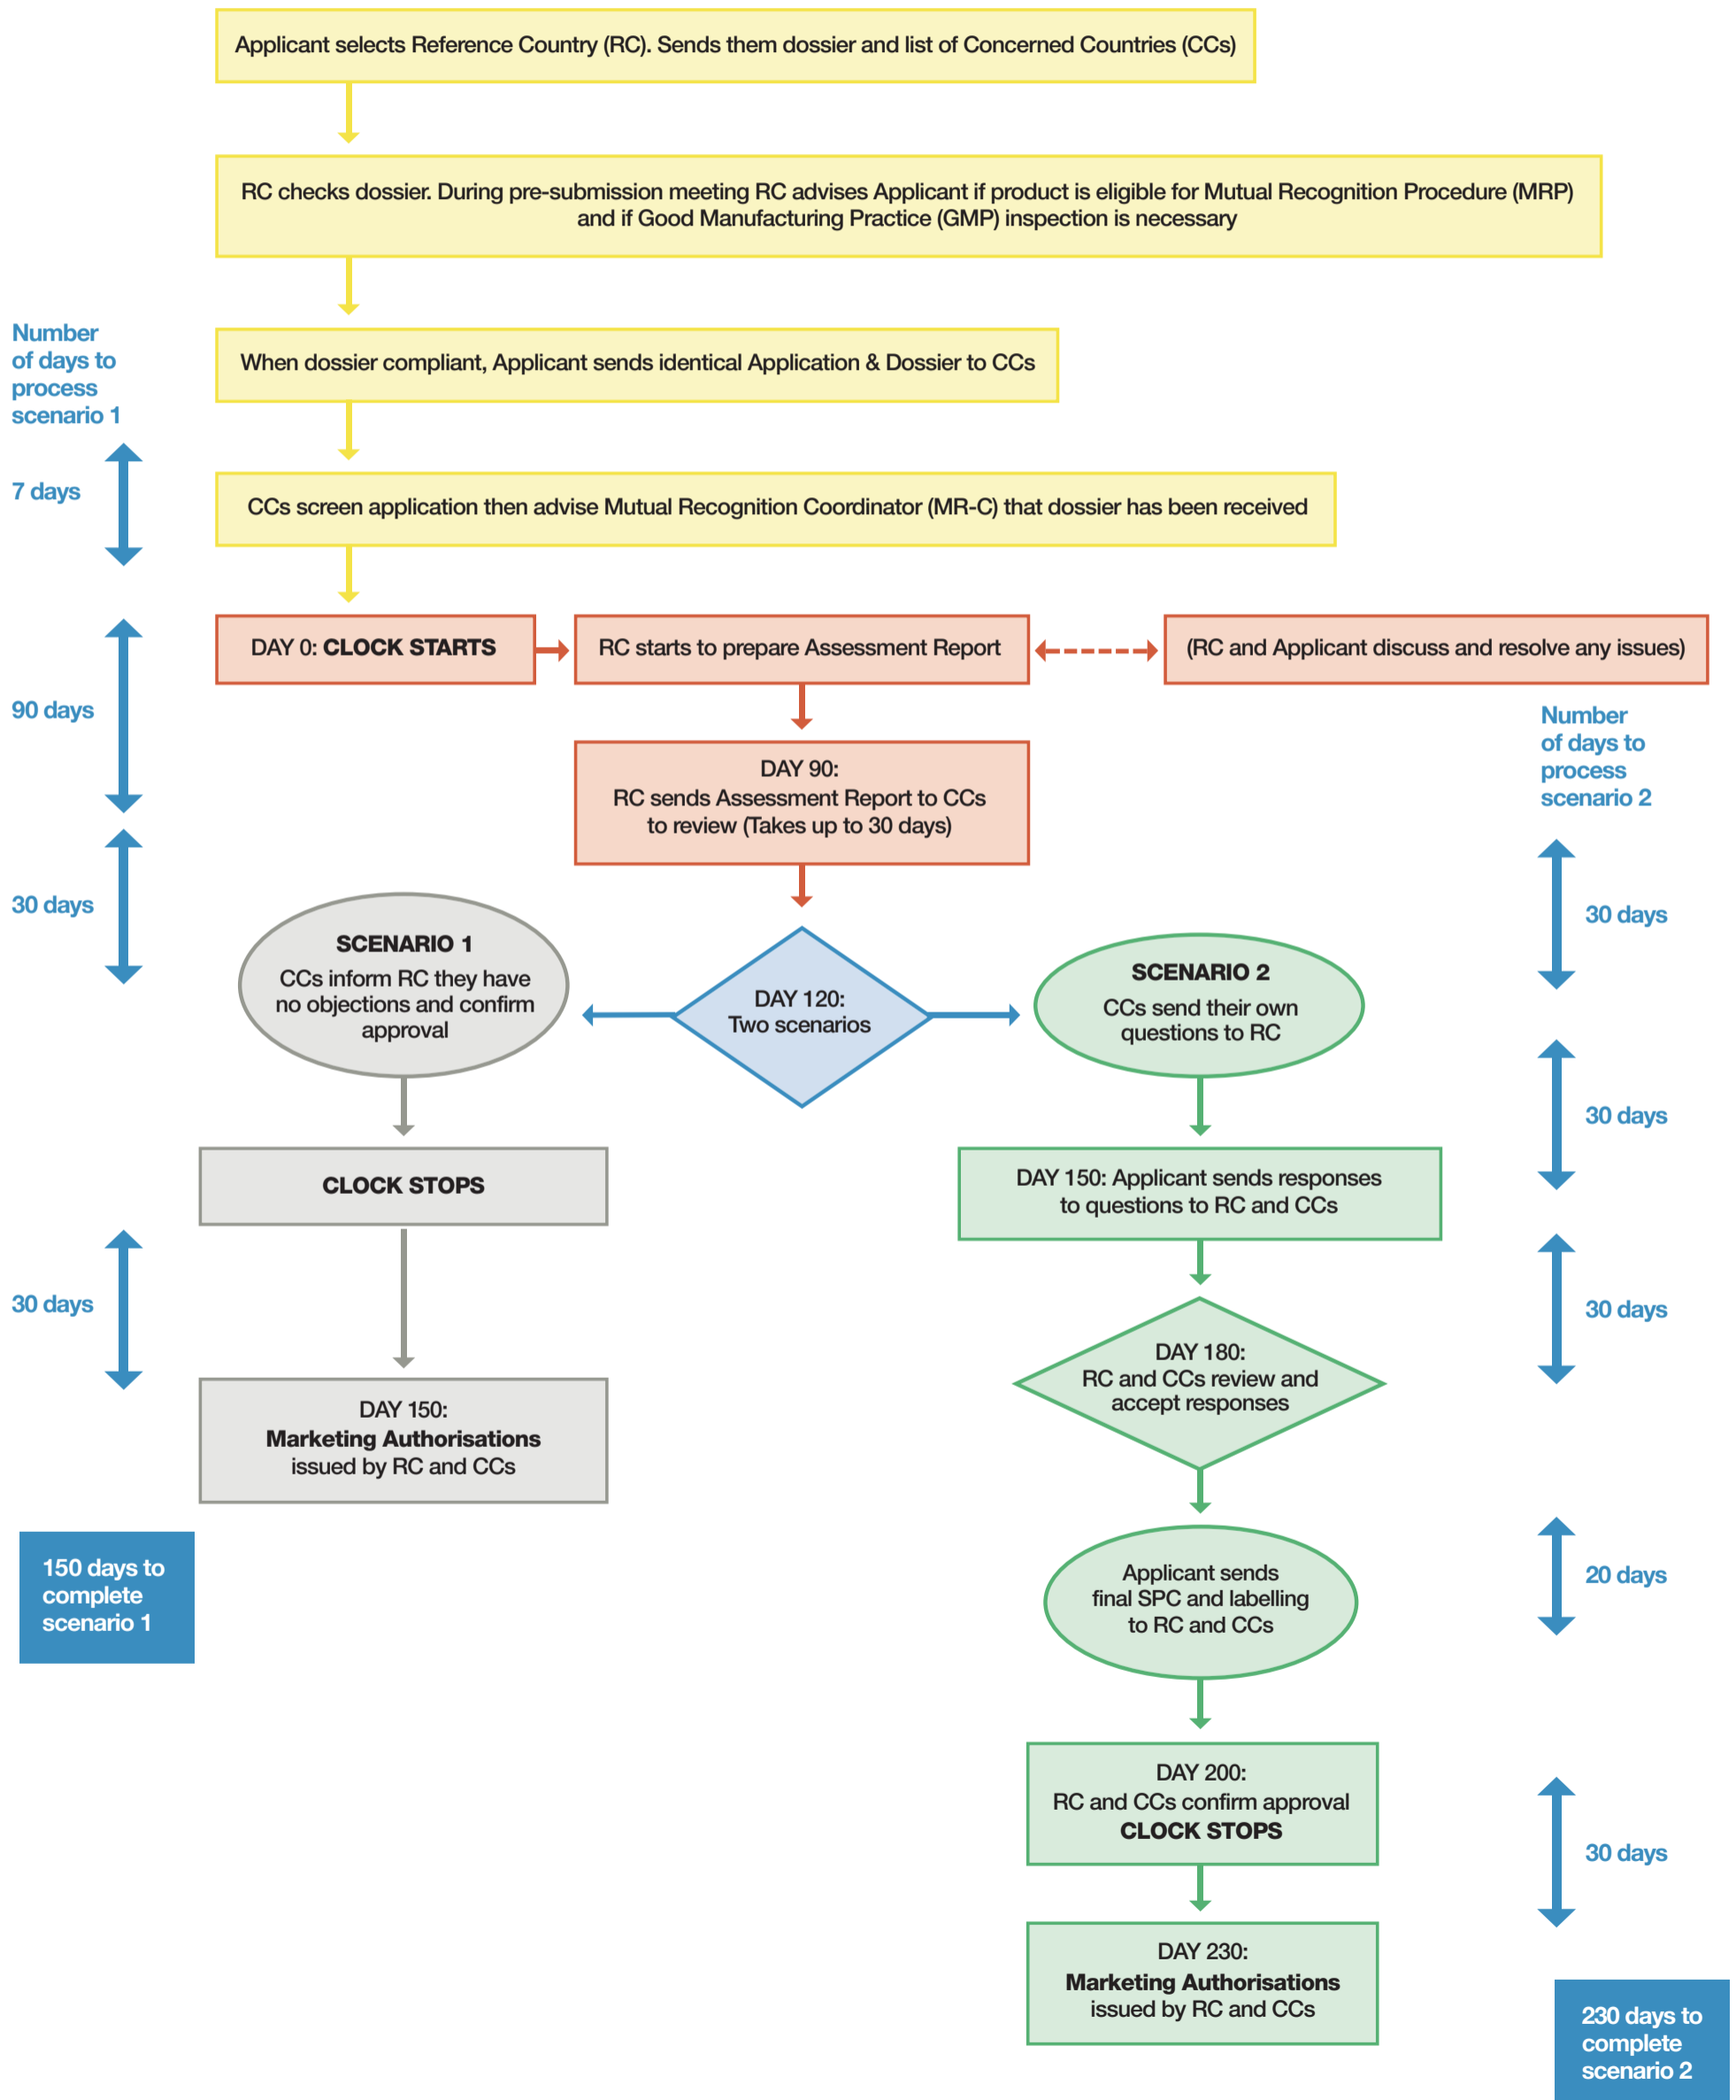 Applicant selects Reference Country (RC). Sends them dossier and list of Concerned Countries (CCs)
RC checks dossier. During pre-submission meeting RC advises Applicant if product is eligible for Mutual Recognition Procedure (MRP)
and if Good Manufacturing Practice (GMP) inspection is necessary
Number
of days to
process
scenario 1
When dossier compliant, Applicant sends identical Application & Dossier to CCs
7 days
CCs screen application then advise Mutual Recognition Coordinator (MR-C) that dossier has been received
DAY 0: CLOCK STARTS
RC starts to prepare Assessment Report
(RC and Applicant discuss and resolve any issues)
90 days
Number
of days to
process
scenario 2
DAY 90:
RC sends Assessment Report to CCs
to review (Takes up to 30 days)
30 days
30 days
SCENARIO 1
CCs inform RC they have
no objections and confirm
approval
DAY 120:
Two scenarios
SCENARIO 2
CCs send their own
questions to RC
30 days
CLOCK STOPS
DAY 150: Applicant sends responses
to questions to RC and CCs
30 days
30 days
DAY 180:
RC and CCs review and
accept responses
DAY 150:
Marketing Authorisations
issued by RC and CCs
150 days to
complete
scenario 1
Applicant sends
final SPC and labelling
to RC and CCs
20 days
DAY 200:
RC and CCs confirm approval
CLOCK STOPS
30 days
DAY 230:
Marketing Authorisations
issued by RC and CCs
230 days to
complete
scenario 2